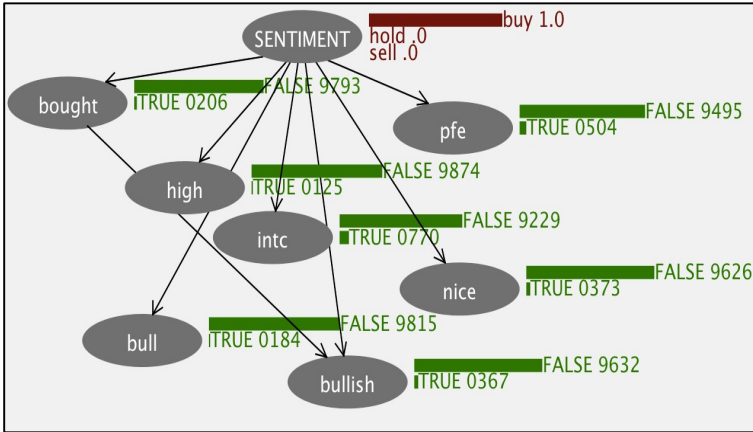 SENTIMENT
buy 1.0
hold .0
sell .0
bought
FALSE 9793
TRUE 0206
pfe
FALSE 9495
TRUE 0504
high
FALSE 9874
TRUE 0125
intc
FALSE 9229
TRUE 0770
nice
FALSE 9626
TRUE 0373
bull
FALSE 9815
TRUE 0184
bullish
FALSE 9632
TRUE 0367